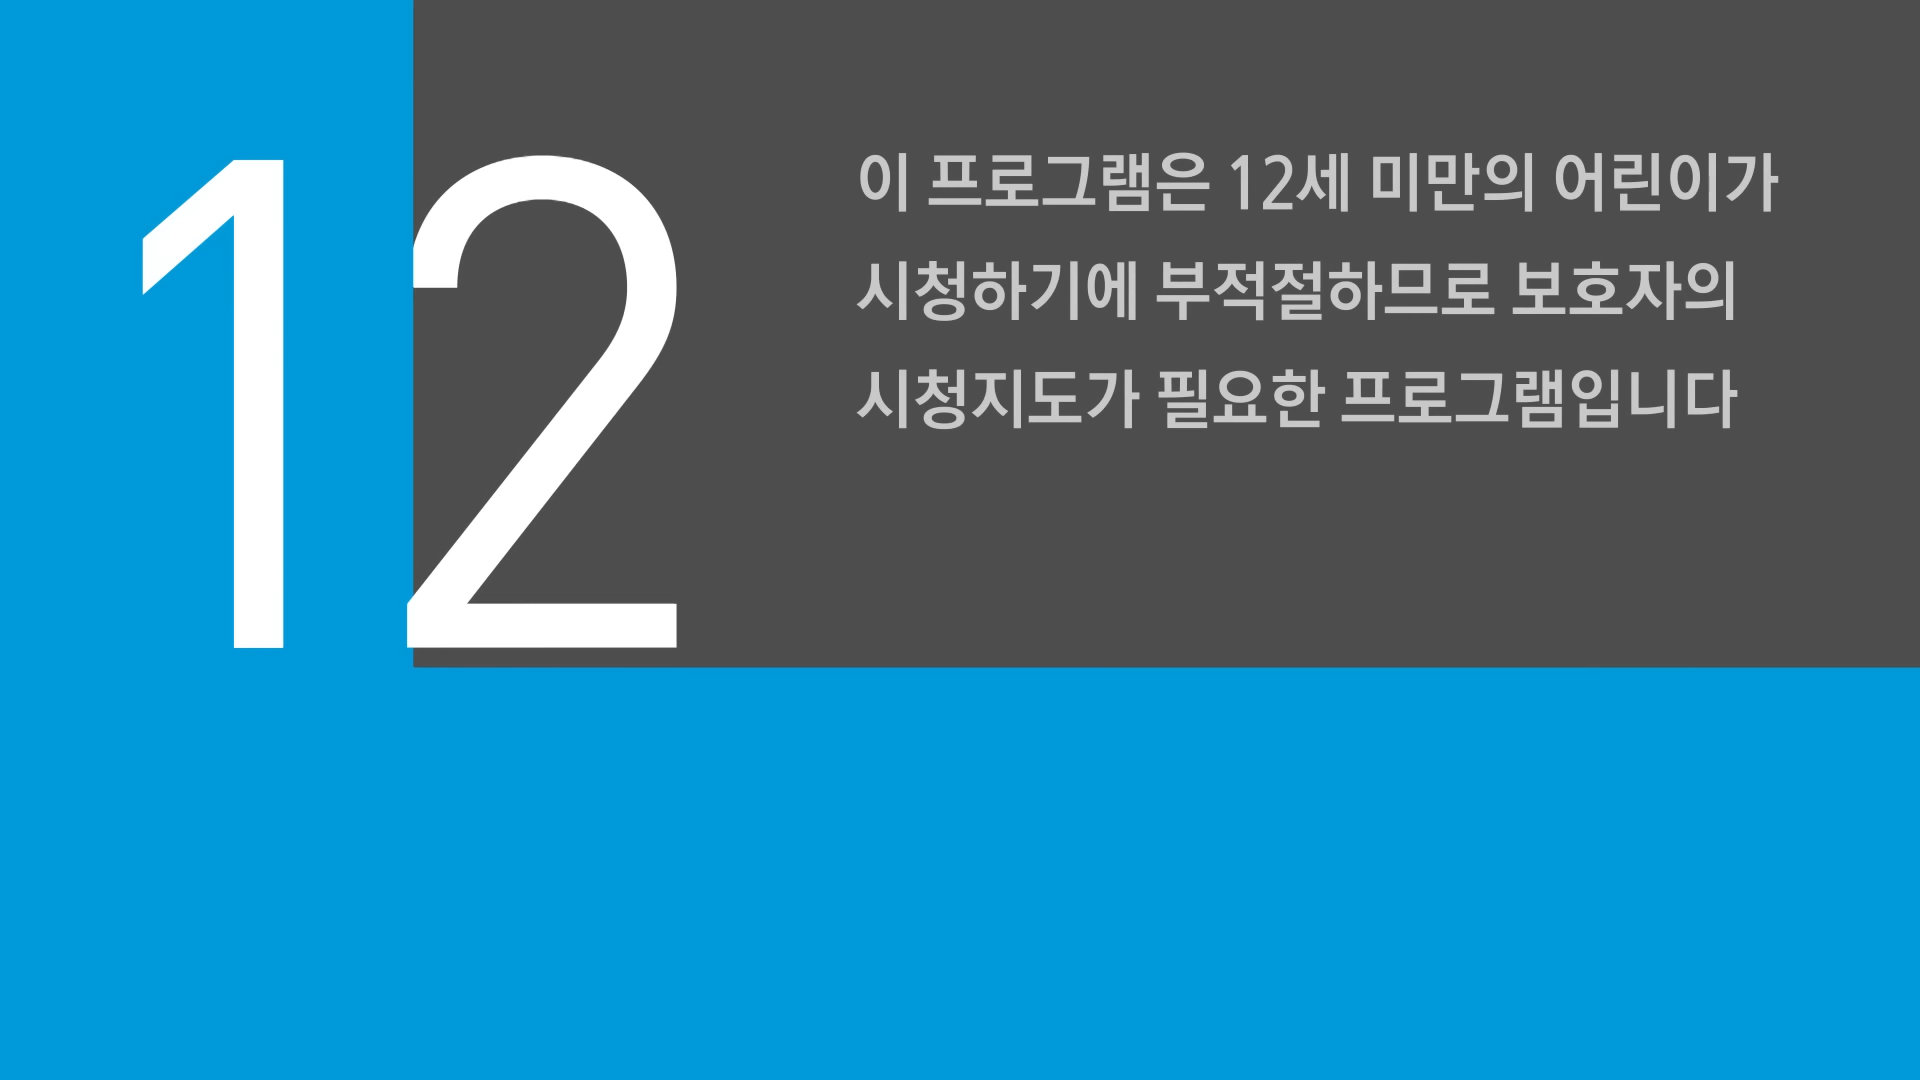 12
이 프로그램은 12세 미만의 어린이가
시청하기에 부적절하므로 보호자의
시청지도가 필요한 프로그램입니다